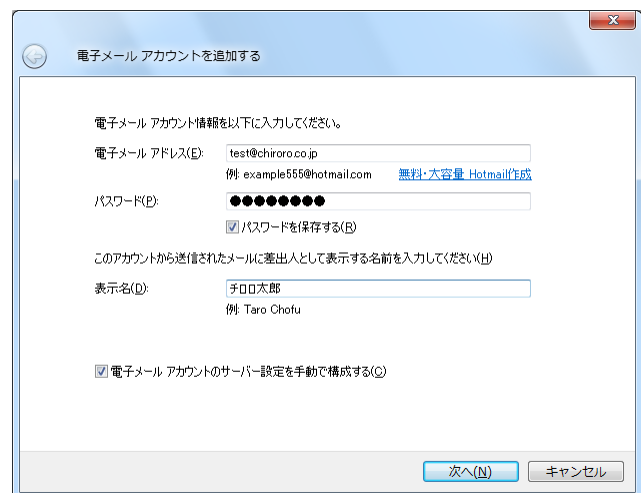 電子メール アカウントを追加する
電子メール アカウント情報を以下に入力してください。
電子メール アドレス(E): test@chiroro.co.jp
例: example555@hotmail.com 無料・大容量 Hotmail作成
パスワード(P): ●●●●●●●●
パスワードを保存する(R)
このアカウントから送信されたメールに差出人として表示する名前を入力してください(H)
表示名(D): チロロ太郎
例: Taro Chofu
電子メール アカウントのサーバー設定を手動で構成する(C)
次へ(N) キャンセル